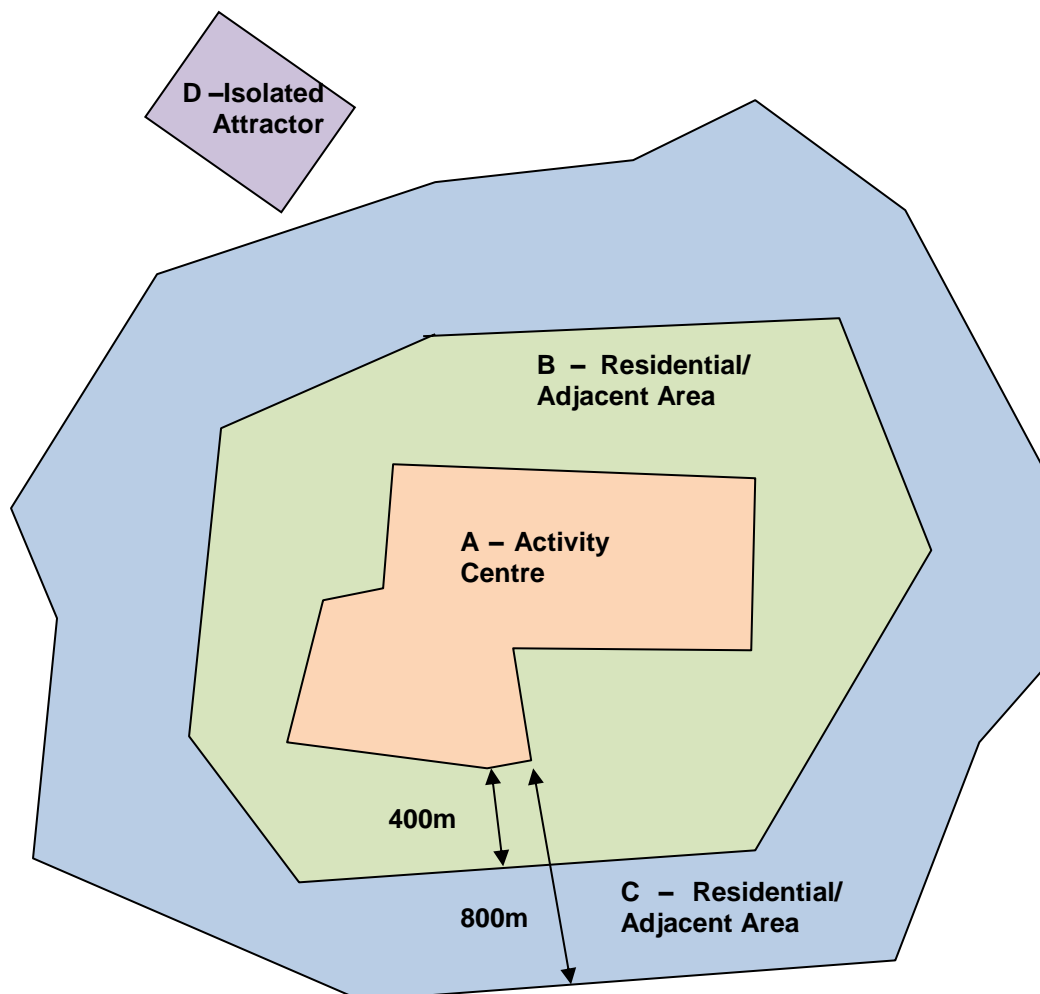 D –Isolated
Attractor
B – Residential/
Adjacent Area
A – Activity
Centre
400m
C – Residential/
Adjacent Area
800m